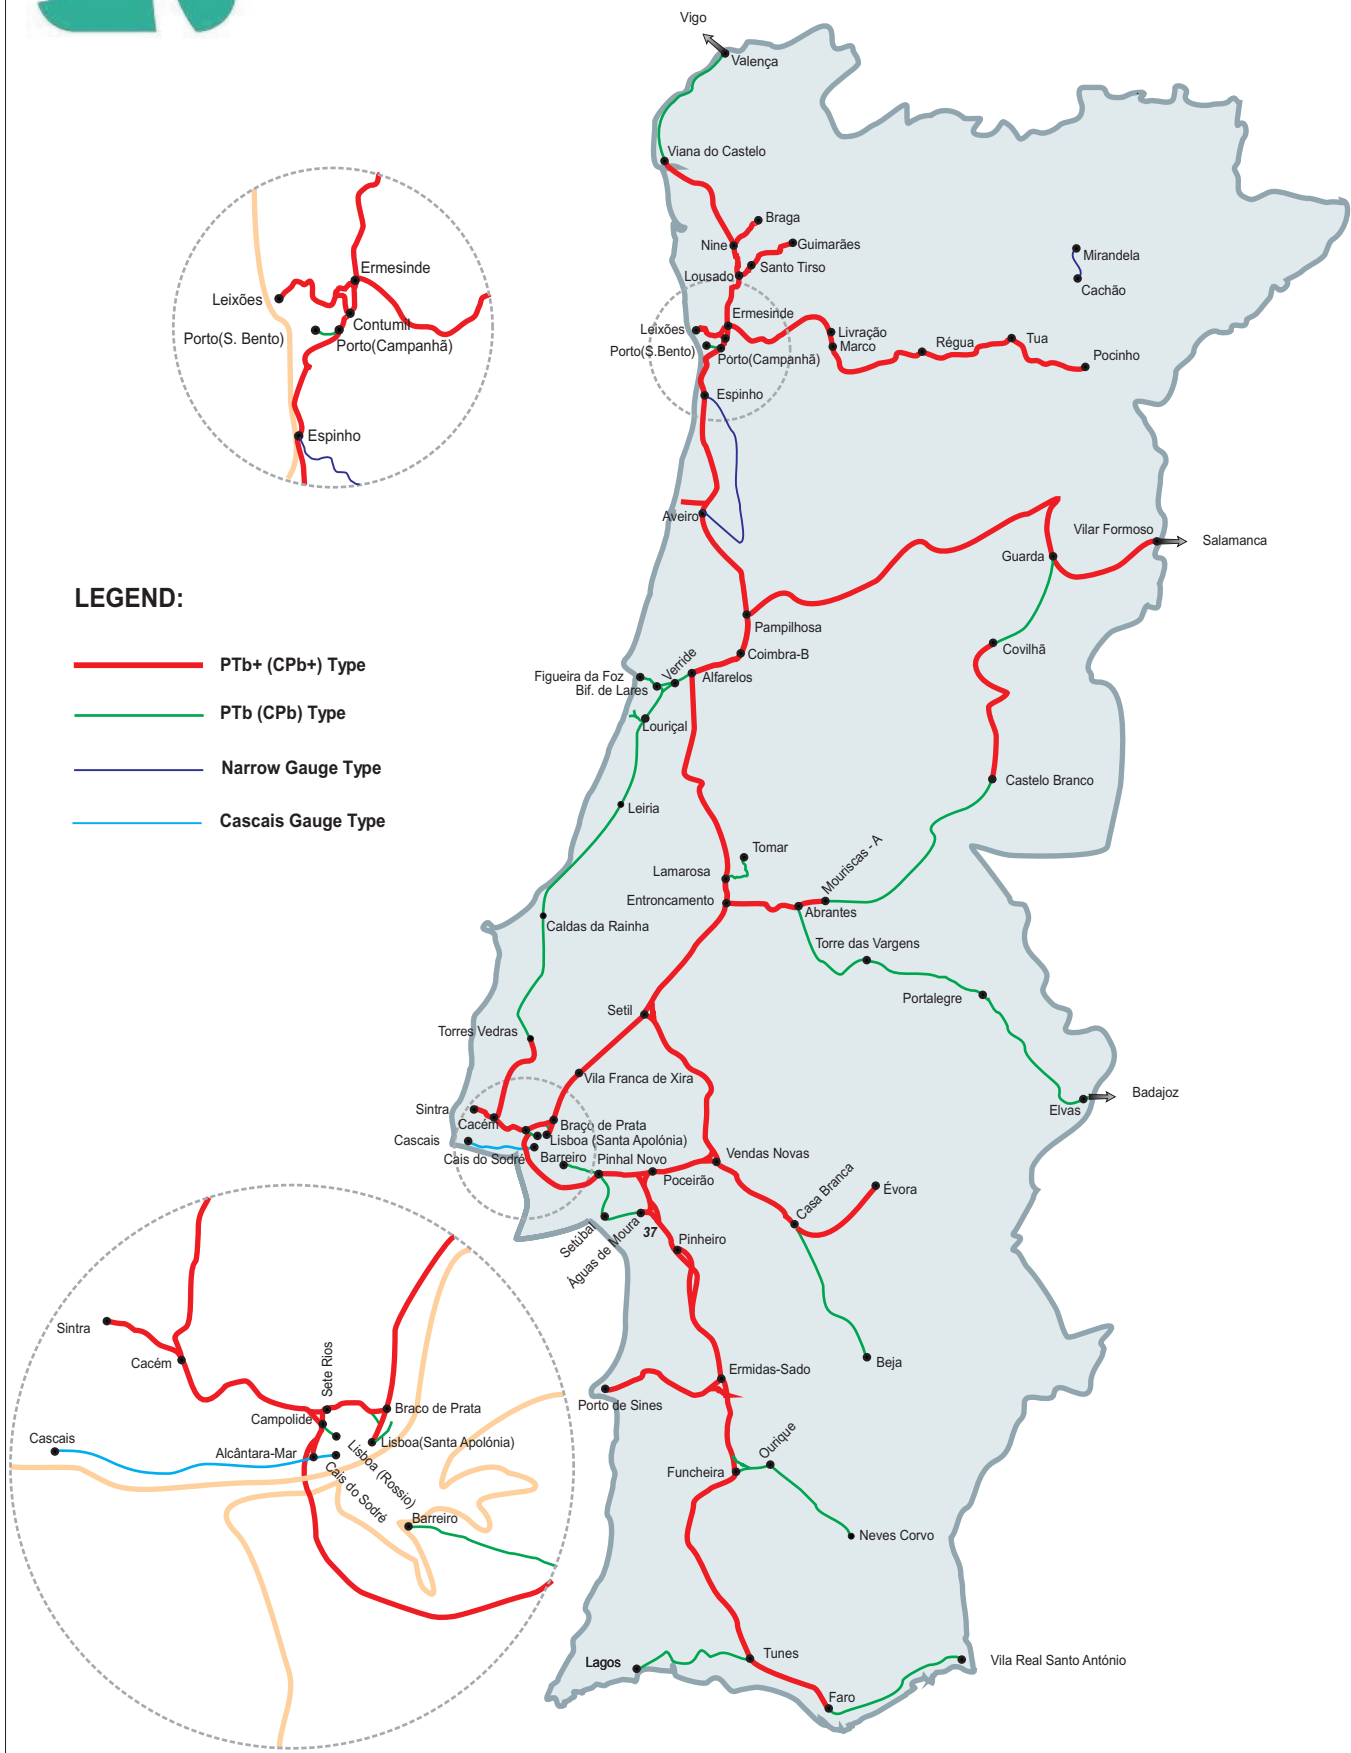 Vigo
Valença
Viana do Castelo
Braga
Nine
Guimarães
Santo Tirso
Lousado
Mirandela
Cachão
Ermesinde
Leixões
Livração
Marco
Porto(S.Bento)
Porto(Campanhã)
Régua
Tua
Pocinho
Espinho
Ermesinde
Leixões
Contumil
Porto(S. Bento)
Porto(Campanhã)
Espinho
Aveiro
Vilar Formoso
Salamanca
Guarda
LEGEND:
PTb+ (CPb+) Type
PTb (CPb) Type
Narrow Gauge Type
Cascais Gauge Type
Pampilhosa
Coimbra-B
Covilhã
Verride
Figueira da Foz
Bif. de Lares
Alfarelos
Louriçal
Castelo Branco
Leiria
Tomar
Lamarosa
Mouriscas - A
Entroncamento
Abrantes
Caldas da Rainha
Torre das Vargens
Portalegre
Setil
Torres Vedras
Vila Franca de Xira
Elvas
Badajoz
Sintra
Cacém
Braço de Prata
Cascais
Lisboa (Santa Apolónia)
Cais do Sodré
Barreiro
Pinhal Novo
Vendas Novas
Poceirão
Casa Branca
Évora
Setúbal
Águas de Moura
37
Pinheiro
Beja
Ermidas-Sado
Porto de Sines
Ourique
Funcheira
Neves Corvo
Tunes
Lagos
Faro
Vila Real Santo António
Sintra
Cacém
Sete Rios
Campolide
Braco de Prata
Cascais
Alcântara-Mar
Lisboa(Santa Apolónia)
Lisboa (Rossio)
Cais do Sodré
Barreiro